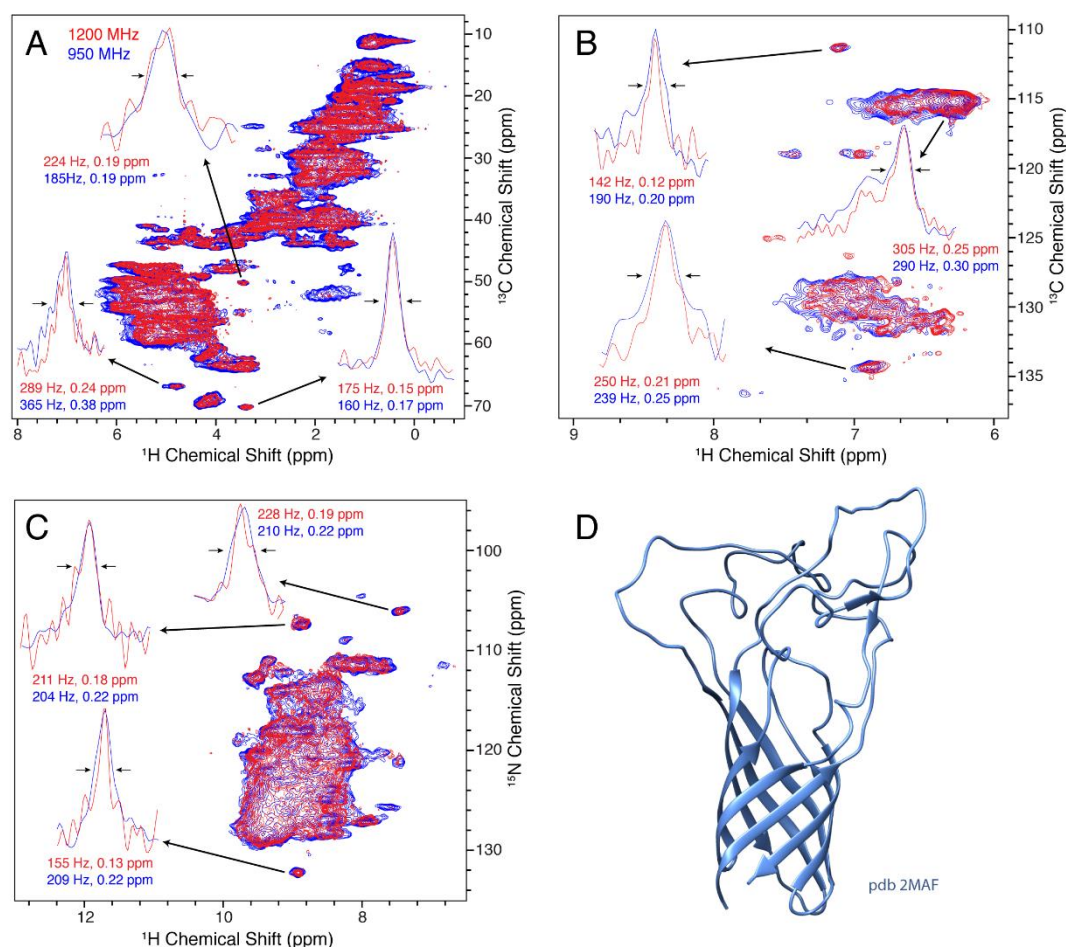 A
1200 MHz
950 MHz
224 Hz, 0.19 ppm
185Hz, 0.19 ppm
289 Hz, 0.24 ppm
365 Hz, 0.38 ppm
175 Hz, 0.15 ppm
160 Hz, 0.17 ppm
10
20
30
40
50
60
70
¹³C Chemical Shift (ppm)
8 6 4 2 0
¹H Chemical Shift (ppm)
B
142 Hz, 0.12 ppm
190 Hz, 0.20 ppm
305 Hz, 0.25 ppm
290 Hz, 0.30 ppm
250 Hz, 0.21 ppm
239 Hz, 0.25 ppm
110
115
120
125
130
135
¹³C Chemical Shift (ppm)
9 8 7 6
¹H Chemical Shift (ppm)
C
228 Hz, 0.19 ppm
210 Hz, 0.22 ppm
211 Hz, 0.18 ppm
204 Hz, 0.22 ppm
155 Hz, 0.13 ppm
209 Hz, 0.22 ppm
100
110
120
130
¹⁵N Chemical Shift (ppm)
12 10 8
¹H Chemical Shift (ppm)
D
pdb 2MAF